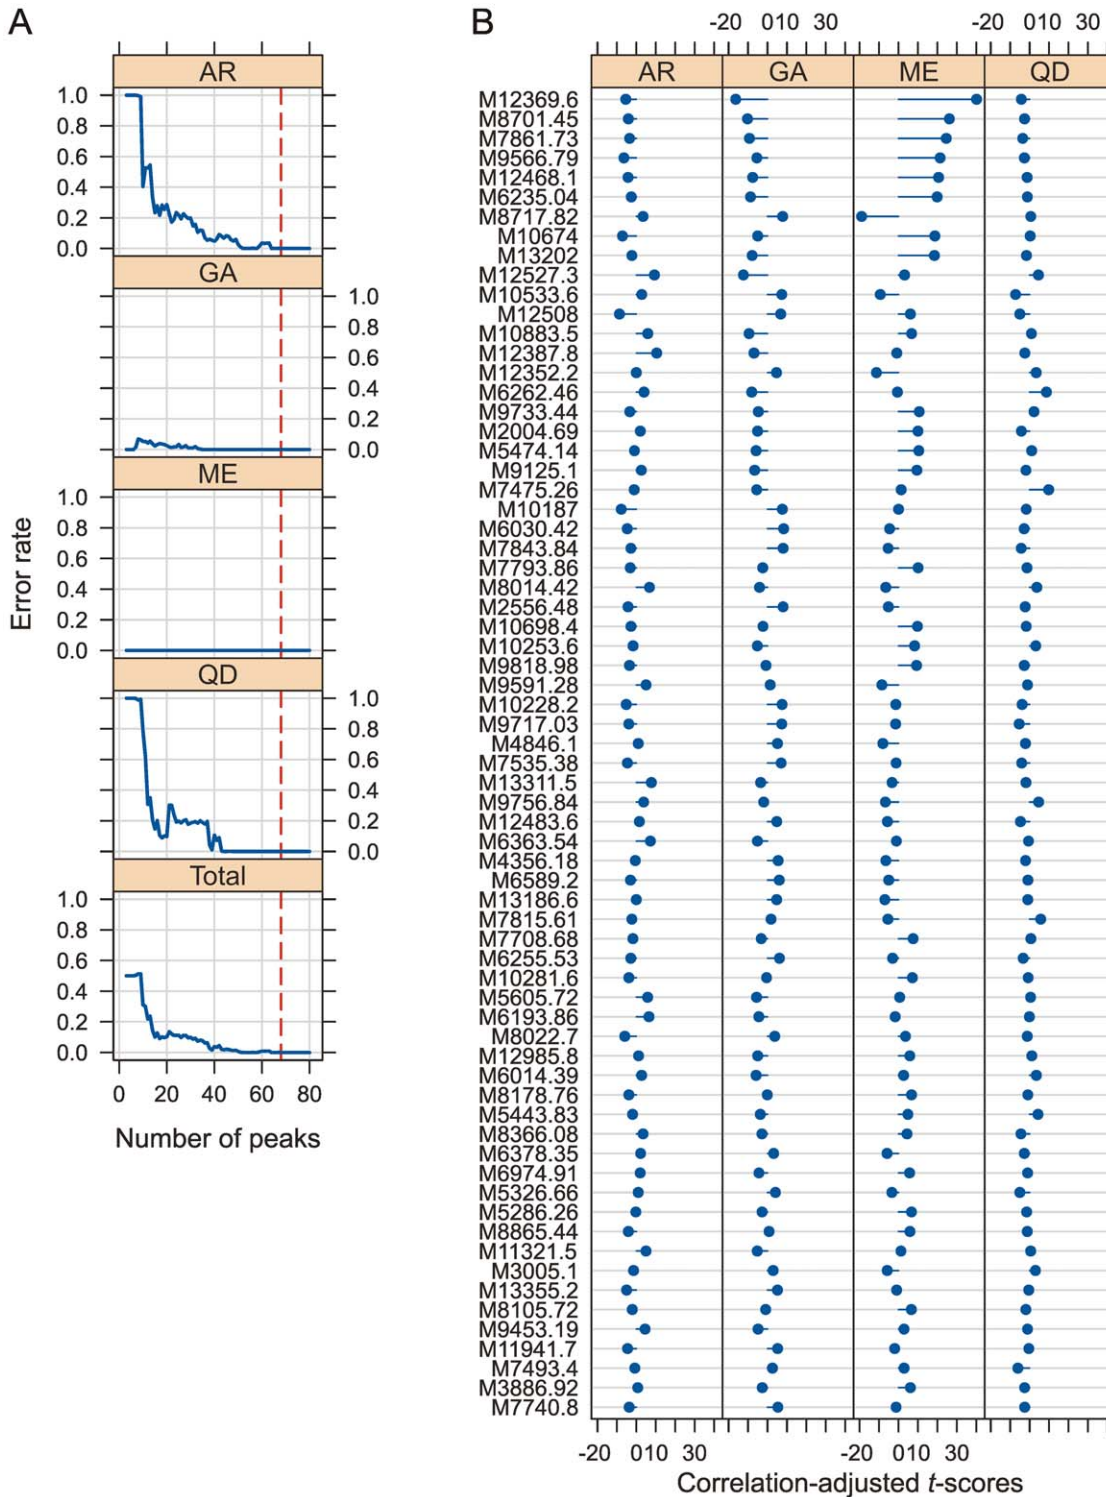 A
AR
1.0
0.8
0.6
0.4
0.2
0.0
GA
1.0
0.8
0.6
0.4
0.2
0.0
ME
1.0
0.8
0.6
0.4
0.2
0.0
QD
1.0
0.8
0.6
0.4
0.2
0.0
Total
1.0
0.8
0.6
0.4
0.2
0.0
0 20 40 60 80
Number of peaks
Error rate
B
-20 010 30 -20 010 30
AR GA ME QD
M12369.6
M8701.45
M7861.73
M9566.79
M12468.1
M6235.04
M8717.82
M10674
M13202
M12527.3
M10533.6
M12508
M10883.5
M12387.8
M12352.2
M6262.46
M9733.44
M2004.69
M5474.14
M9125.1
M7475.26
M10187
M6030.42
M7843.84
M7793.86
M8014.42
M2556.48
M10698.4
M10253.6
M9818.98
M9591.28
M10228.2
M9717.03
M4846.1
M7535.38
M13311.5
M9756.84
M12483.6
M6363.54
M4356.18
M6589.2
M13186.6
M7815.61
M7708.68
M6255.53
M10281.6
M5605.72
M6193.86
M8022.7
M12985.8
M6014.39
M8178.76
M5443.83
M8366.08
M6378.35
M6974.91
M5326.66
M5286.26
M8865.44
M11321.5
M3005.1
M13355.2
M8105.72
M9453.19
M11941.7
M7493.4
M3886.92
M7740.8
-20 010 30 -20 010 30
Correlation-adjusted t-scores